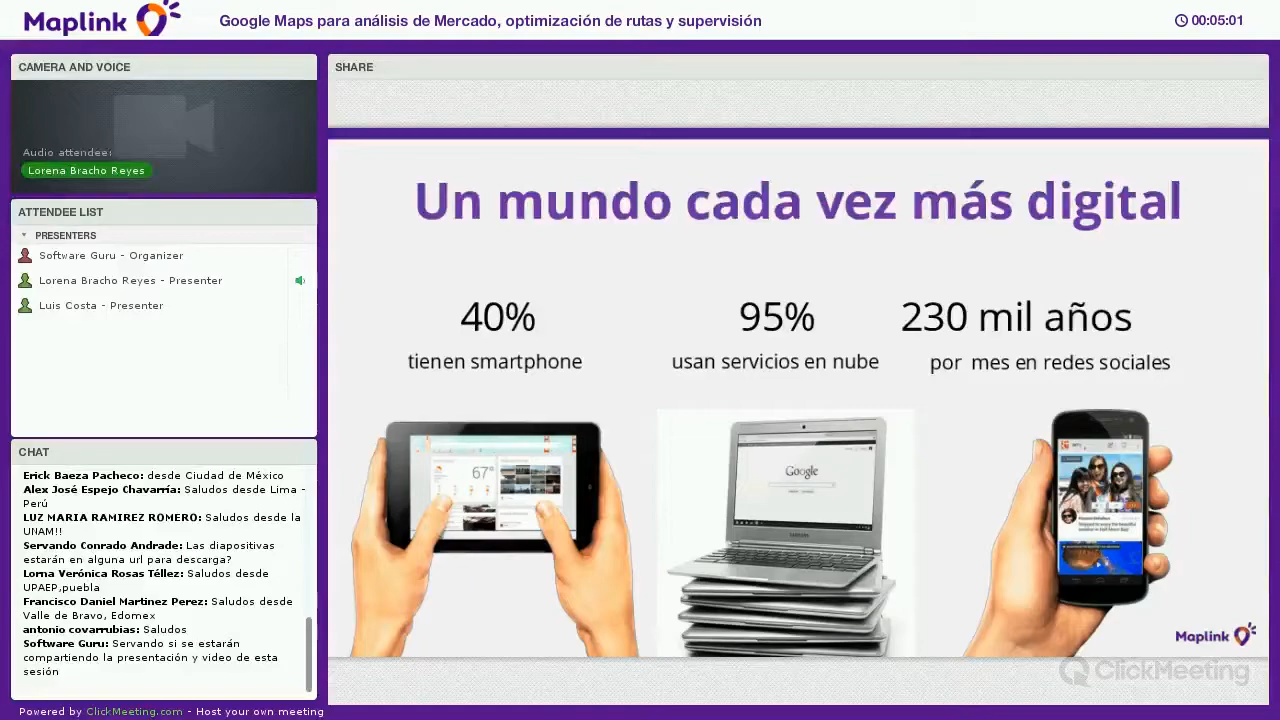 Maplink
Google Maps para análisis de Mercado, optimización de rutas y supervisión
00:05:01
CAMERA AND VOICE
Audio attendee:
Lorena Bracho Reyes
ATTENDEE LIST
PRESENTERS
Software Guru - Organizer
Lorena Bracho Reyes - Presenter
Luis Costa - Presenter
CHAT
Erick Baeza Pacheco: desde Ciudad de México
Alex José Espejo Chavarría: Saludos desde Lima -
Perú
LUZ MARIA RAMIREZ ROMERO: Saludos desde la
UNAM!!
Servando Conrado Andrade: Las diapositivas
estarán en alguna url para descarga?
Lorna Verónica Rosas Téllez: Saludos desde
UPAEP,puebla
Francisco Daniel Martinez Perez: Saludos desde
Valle de Bravo, Edomex
antonio covarrubias: Saludos
Software Guru: Servando si se estarán
compartiendo la presentación y video de esta
sesión
Powered by ClickMeeting.com - Host your own meeting
SHARE
Un mundo cada vez más digital
40%
tienen smartphone
95%
usan servicios en nube
230 mil años
por mes en redes sociales
67°
Google
SAMSUNG
Maplink
ClickMeeting